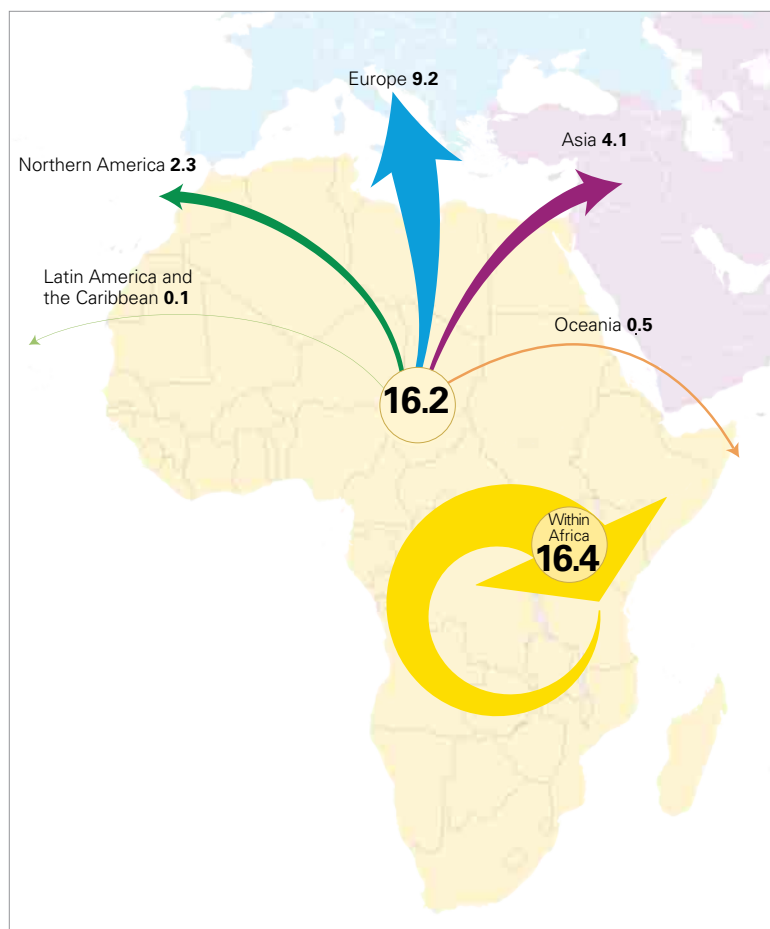 Europe 9.2
Asia 4.1
Northern America 2.3
Latin America and
the Caribbean 0.1
Oceania 0.5
16.2
Within
Africa
16.4